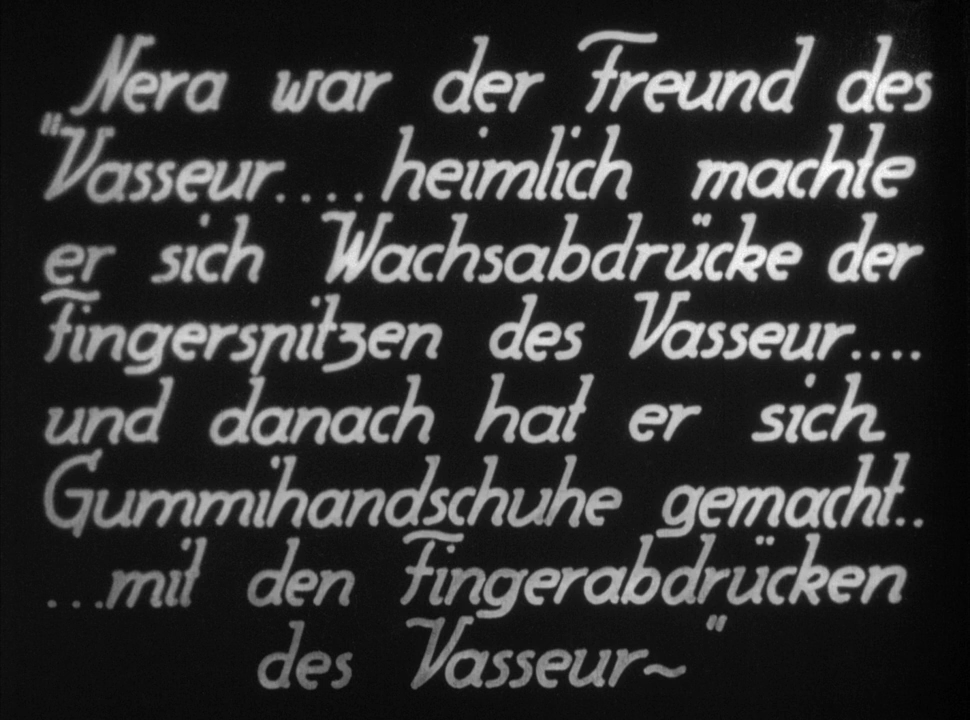 Nera war der Freund des
"Vasseur.... heimlich machte
er sich Wachsabdrücke der
Fingerspitzen des Vasseur....
und danach hat er sich
Gummihandschuhe gemacht..
...mit den Fingerabdrücken
des Vasseur~"